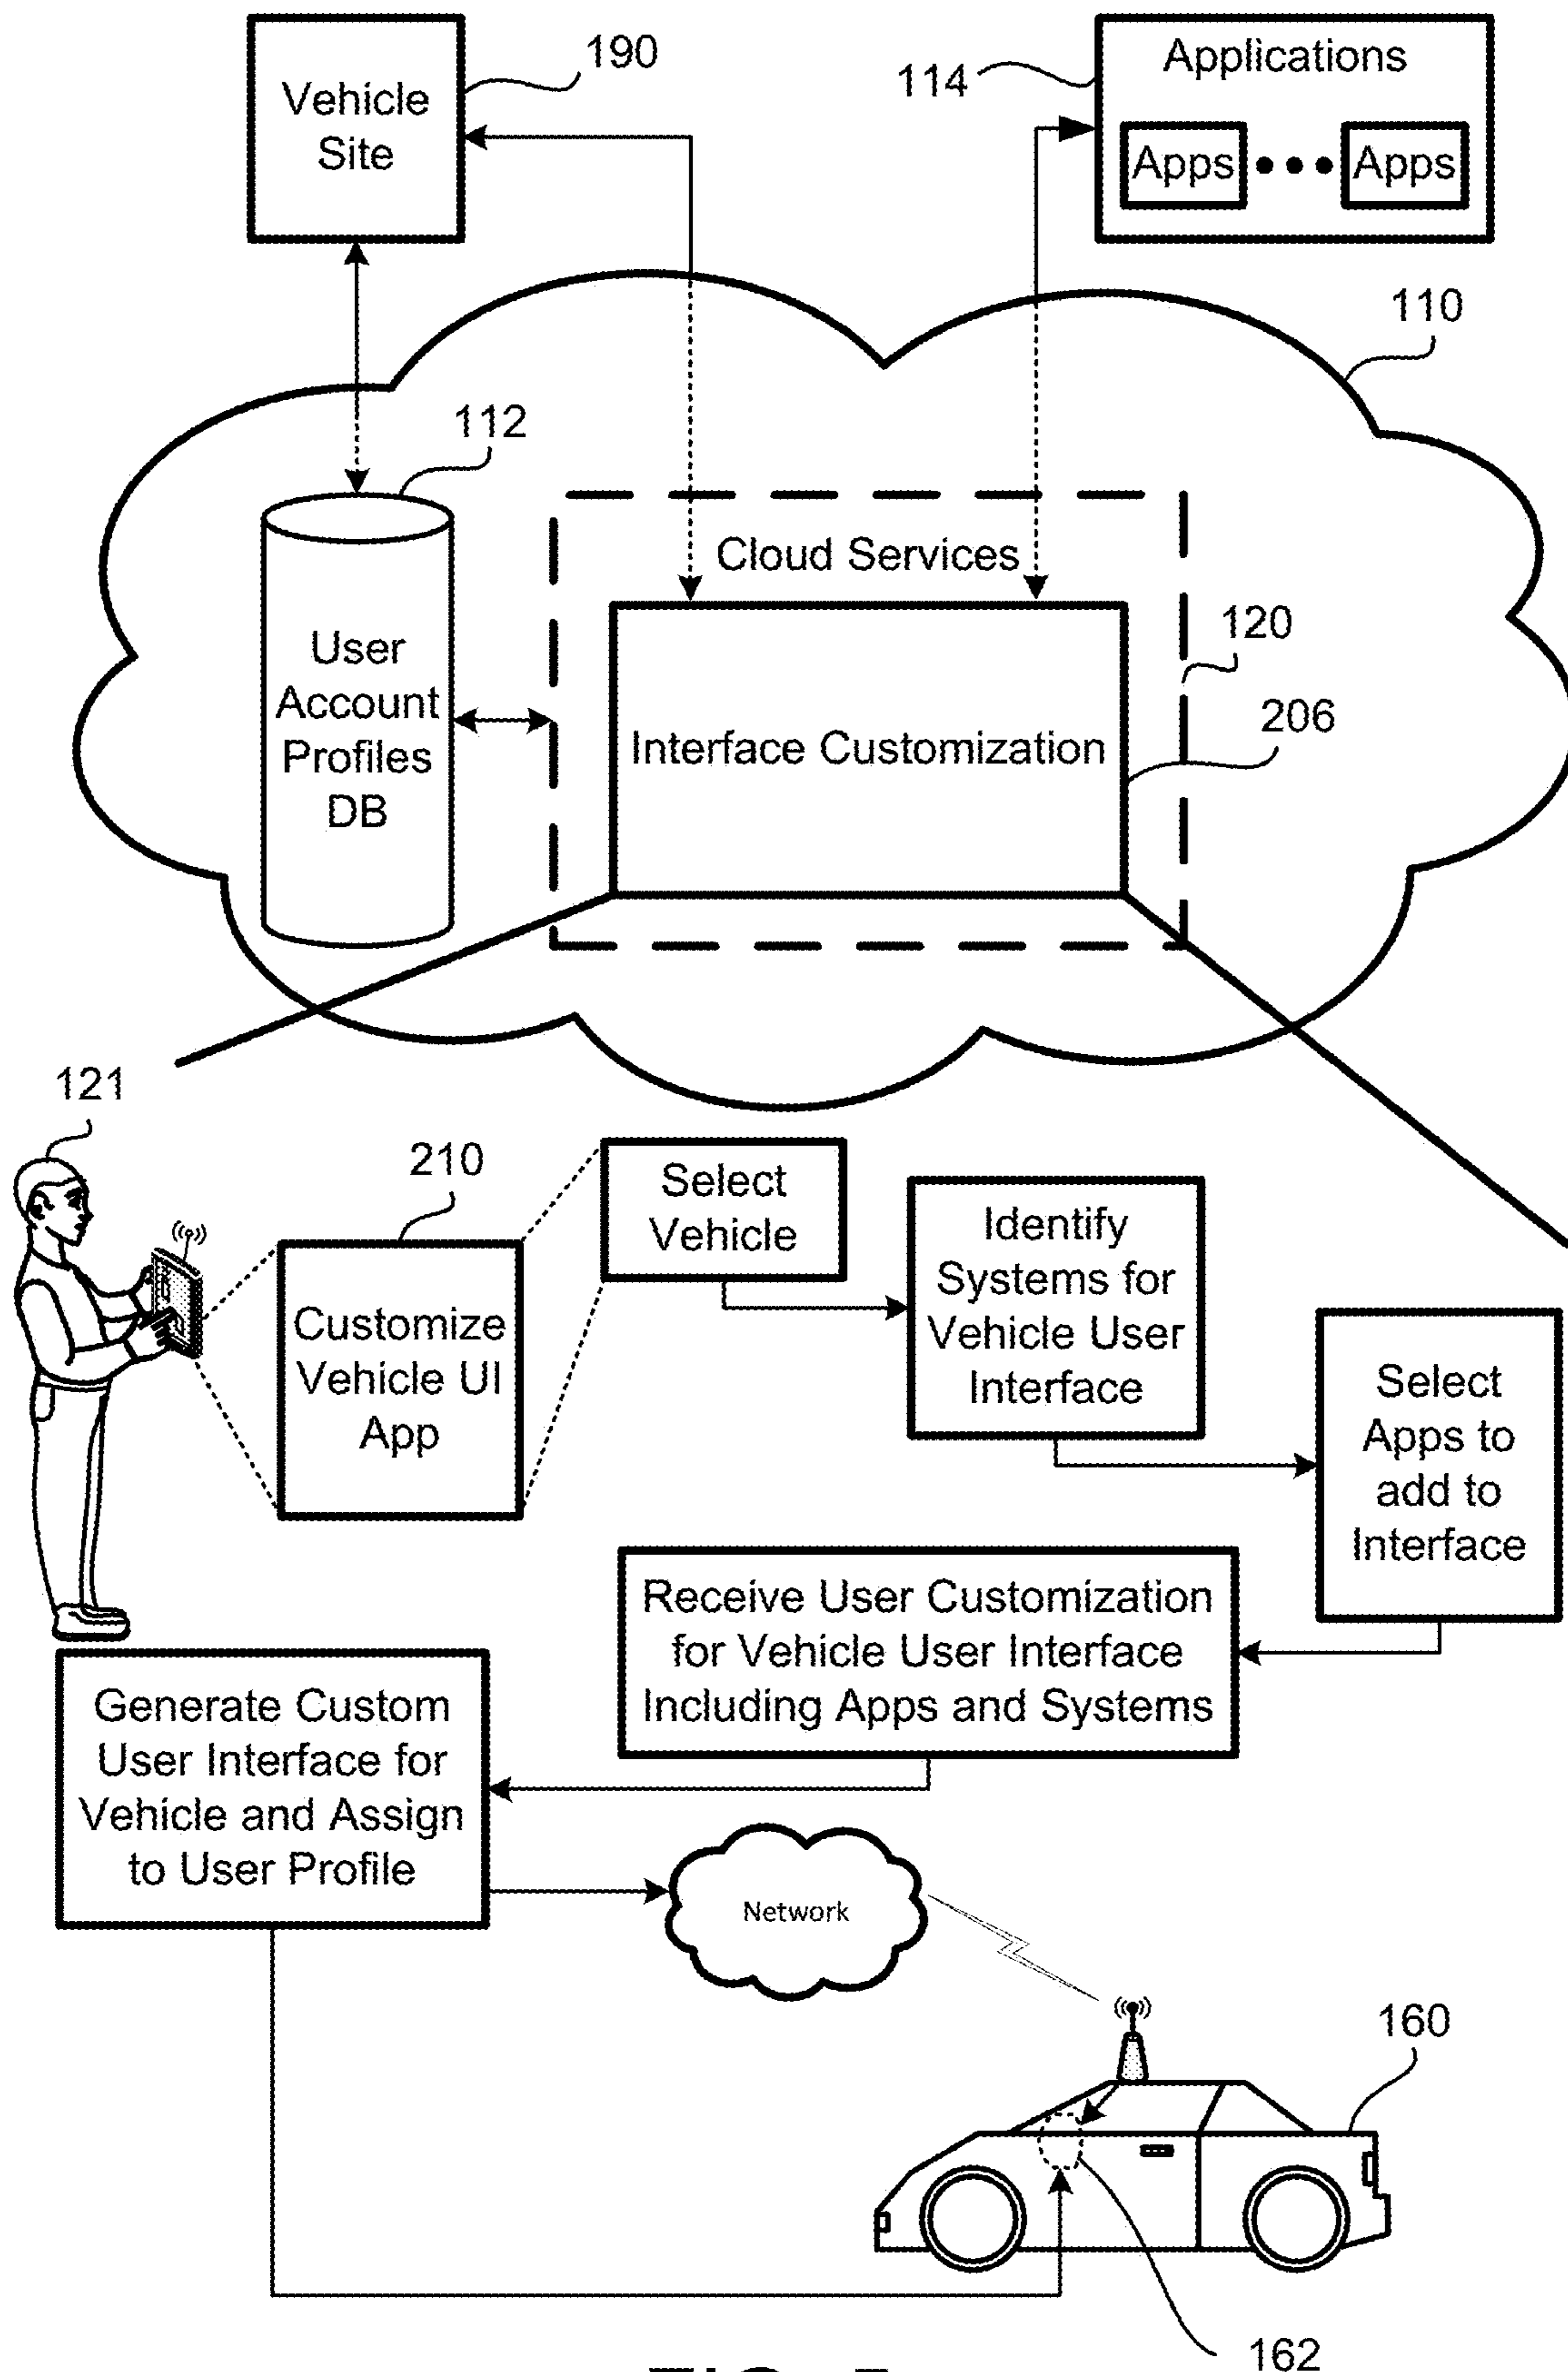 Vehicle
Site
190
114
Applications
Apps
Apps
110
112
Cloud Services
User
Account
Profiles
DB
120
206
Interface Customization
121
210
Select
Vehicle
Identify
Systems for
Vehicle User
Interface
Customize
Vehicle UI
App
Select
Apps to
add to
Interface
Receive User Customization
for Vehicle User Interface
Including Apps and Systems
Generate Custom
User Interface for
Vehicle and Assign
to User Profile
Network
160
162